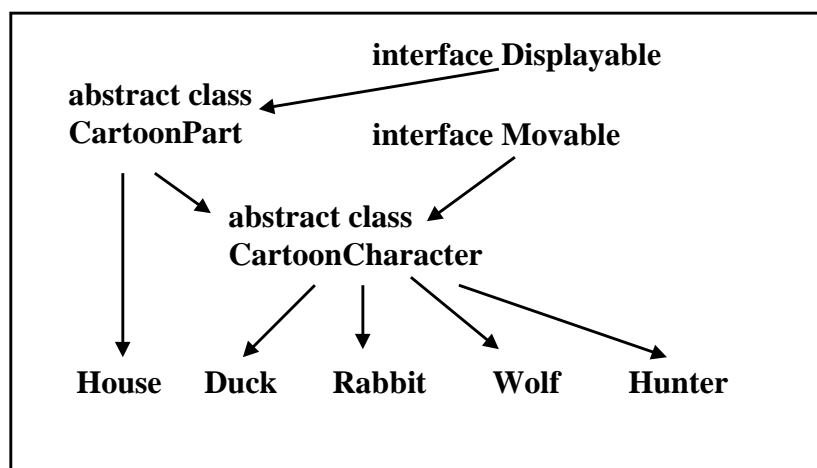 interface Displayable
abstract class
CartoonPart
interface Movable
abstract class
CartoonCharacter
House Duck Rabbit Wolf Hunter